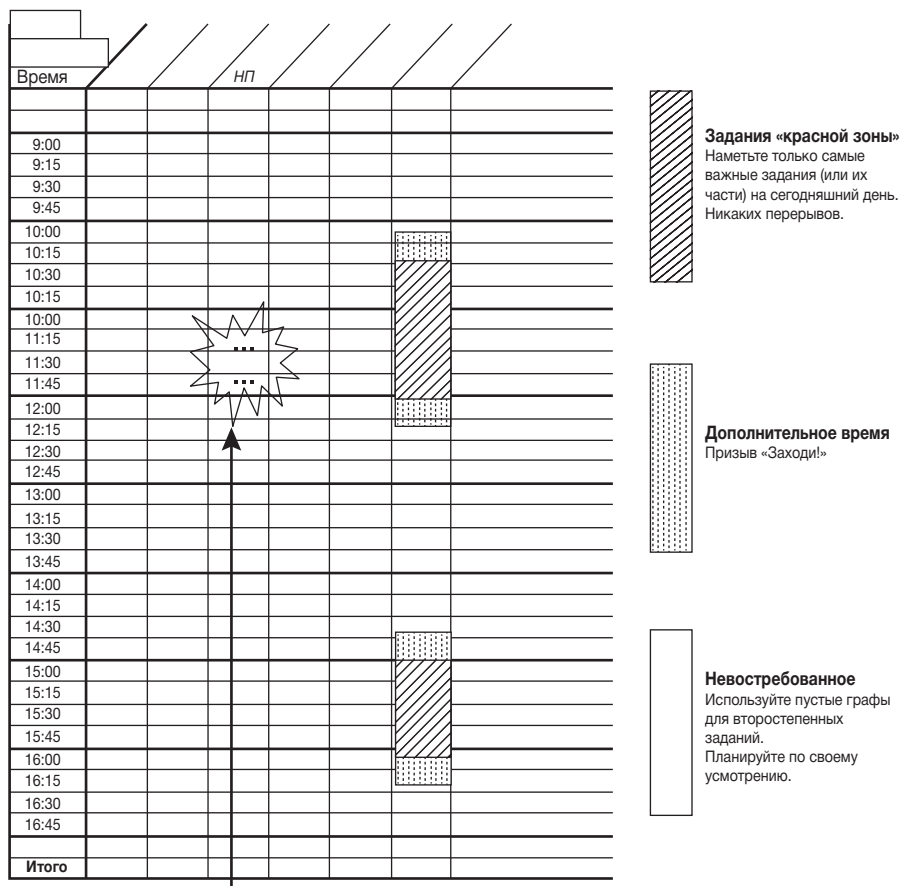 Время
НП
9:00
9:15
9:30
9:45
10:00
10:15
10:30
10:15
10:00
11:15
11:30
11:45
12:00
12:15
12:30
12:45
13:00
13:15
13:30
13:45
14:00
14:15
14:30
14:45
15:00
15:15
15:30
15:45
16:00
16:15
16:30
16:45
Итого
Задания «красной зоны»
Наметьте только самые
важные задания (или их
части) на сегодняшний день.
Никаких перерывов.
Дополнительное время
Призыв «Заходи!»
Невостребованное
Используйте пустые графы
для второстепенных
заданий.
Планируйте по своему
усмотрению.